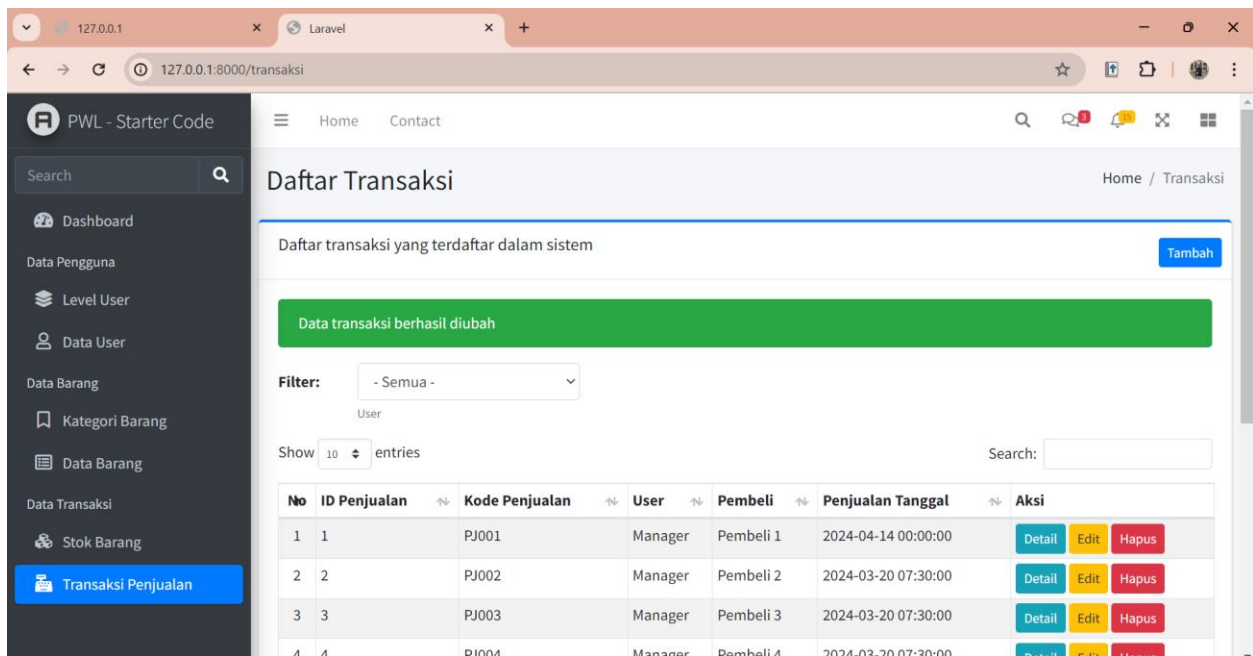 127.0.0.1
Laravel
127.0.0.1:8000/transaksi
PWL - Starter Code
Home Contact
3
15
Search
Daftar Transaksi
Home / Transaksi
Dashboard
Data Pengguna
Level User
Data User
Data Barang
Kategori Barang
Data Barang
Data Transaksi
Stok Barang
Transaksi Penjualan
Daftar transaksi yang terdaftar dalam sistem
Tambah
Data transaksi berhasil diubah
Filter: - Semua -
User
Show 10 entries
Search:
No ID Penjualan Kode Penjualan User Pembeli Penjualan Tanggal Aksi
1 1 PJ001 Manager Pembeli 1 2024-04-14 00:00:00 Detail Edit Hapus
2 2 PJ002 Manager Pembeli 2 2024-03-20 07:30:00 Detail Edit Hapus
3 3 PJ003 Manager Pembeli 3 2024-03-20 07:30:00 Detail Edit Hapus
4 4 PJ004 Manager Pembeli 4 2024-03-20 07:30:00 Detail Edit Hapus